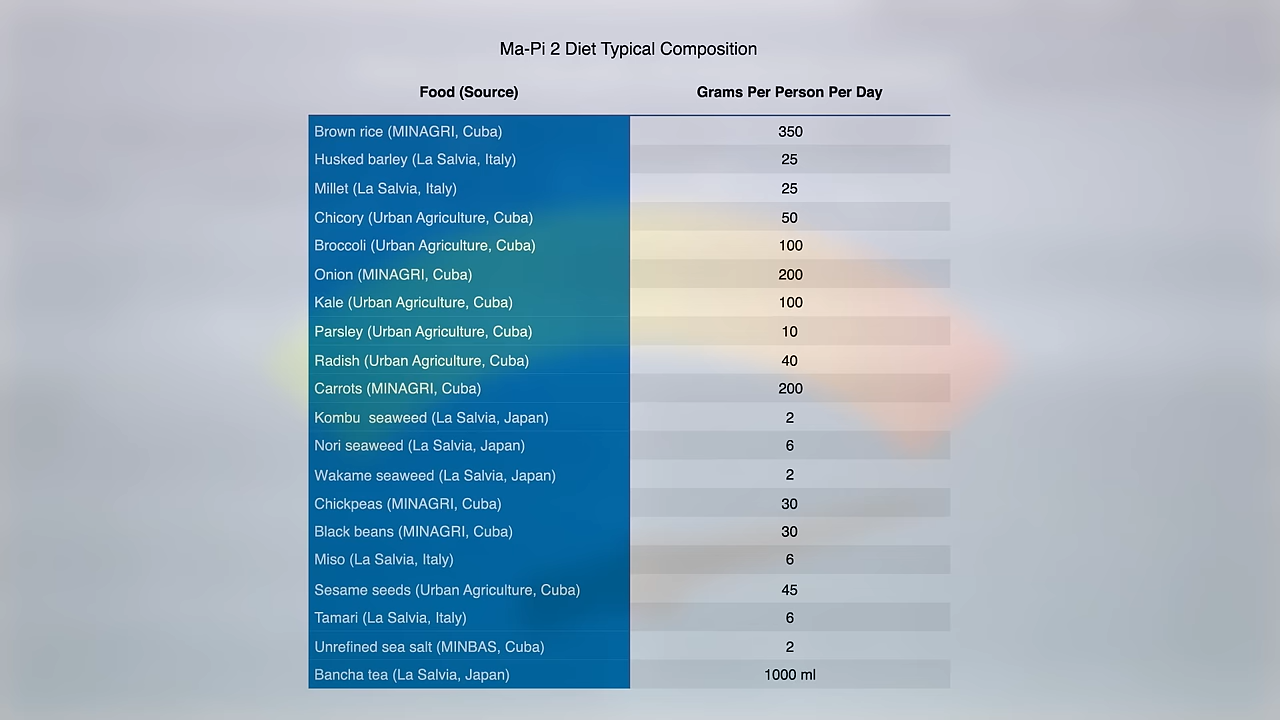 Ma-Pi 2 Diet Typical Composition
Food (Source) Grams Per Person Per Day
Brown rice (MINAGRI, Cuba) 350
Husked barley (La Salvia, Italy) 25
Millet (La Salvia, Italy) 25
Chicory (Urban Agriculture, Cuba) 50
Broccoli (Urban Agriculture, Cuba) 100
Onion (MINAGRI, Cuba) 200
Kale (Urban Agriculture, Cuba) 100
Parsley (Urban Agriculture, Cuba) 10
Radish (Urban Agriculture, Cuba) 40
Carrots (MINAGRI, Cuba) 200
Kombu  seaweed (La Salvia, Japan) 2
Nori seaweed (La Salvia, Japan) 6
Wakame seaweed (La Salvia, Japan) 2
Chickpeas (MINAGRI, Cuba) 30
Black beans (MINAGRI, Cuba) 30
Miso (La Salvia, Italy) 6
Sesame seeds (Urban Agriculture, Cuba) 45
Tamari (La Salvia, Italy) 6
Unrefined sea salt (MINBAS, Cuba) 2
Bancha tea (La Salvia, Japan) 1000 ml